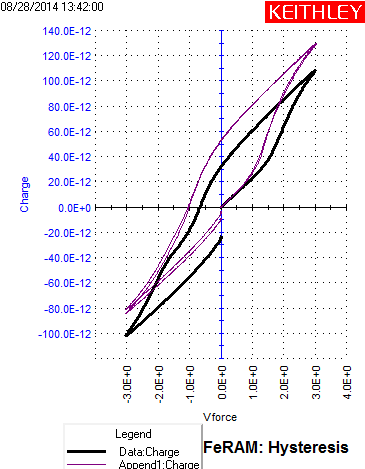 08/28/2014 13:42:00
KEITHLEY
140.0E-12
120.0E-12
100.0E-12
80.0E-12
60.0E-12
40.0E-12
20.0E-12
0.0E+0
-20.0E-12
-40.0E-12
-60.0E-12
-80.0E-12
-100.0E-12
Charge
-3.0E+0
-2.0E+0
-1.0E+0
0.0E+0
1.0E+0
2.0E+0
3.0E+0
4.0E+0
Vforce
Legend
Data:Charge
Append1:Charge
FeRAM: Hysteresis